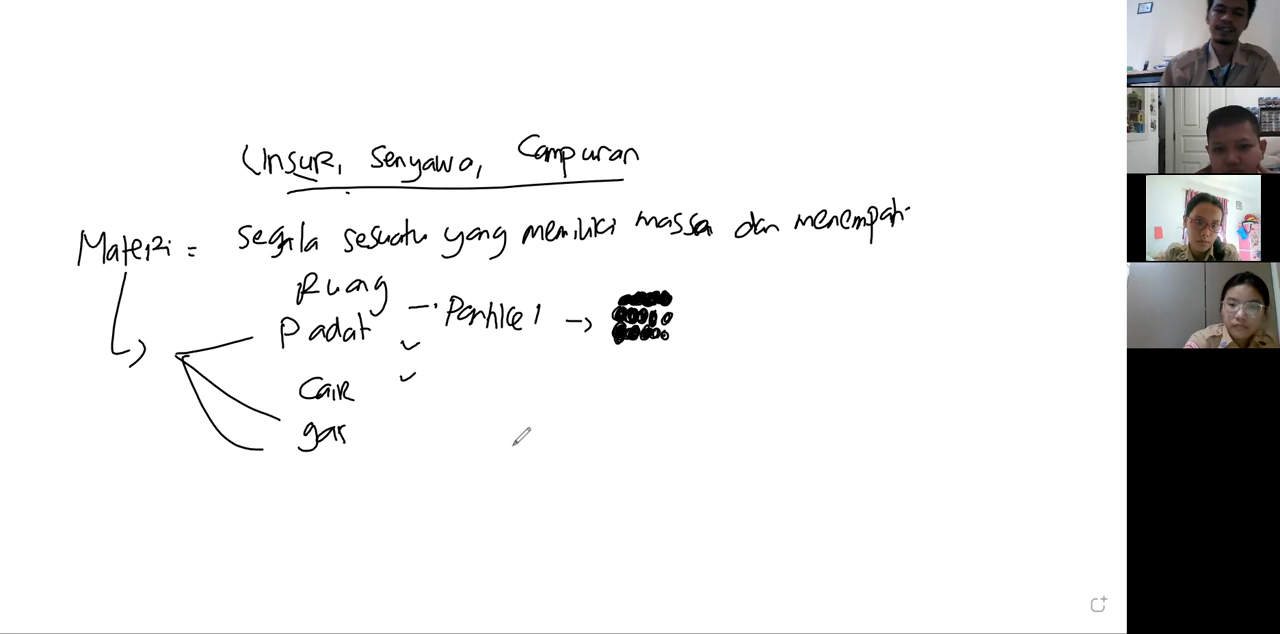 Unsur, Senyawa, Campuran
Materi = segala sesuatu yang memiliki massa dan menempati
Ruang
Padat → Partikel →
Cair
gas